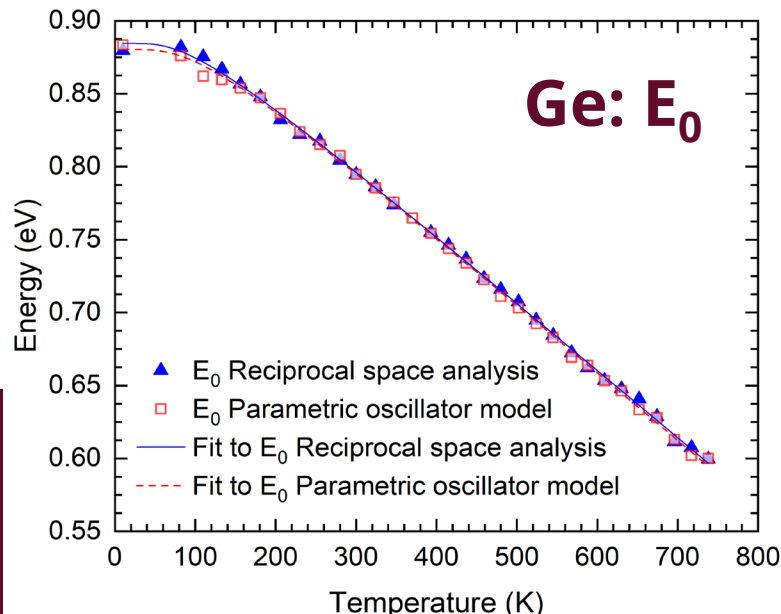 Ge: E₀
0.90
0.85
0.80
0.75
0.70
0.65
0.60
0.55
Energy (eV)
E₀ Reciprocal space analysis
E₀ Parametric oscillator model
Fit to E₀ Reciprocal space analysis
Fit to E₀ Parametric oscillator model
0 100 200 300 400 500 600 700 800
Temperature (K)